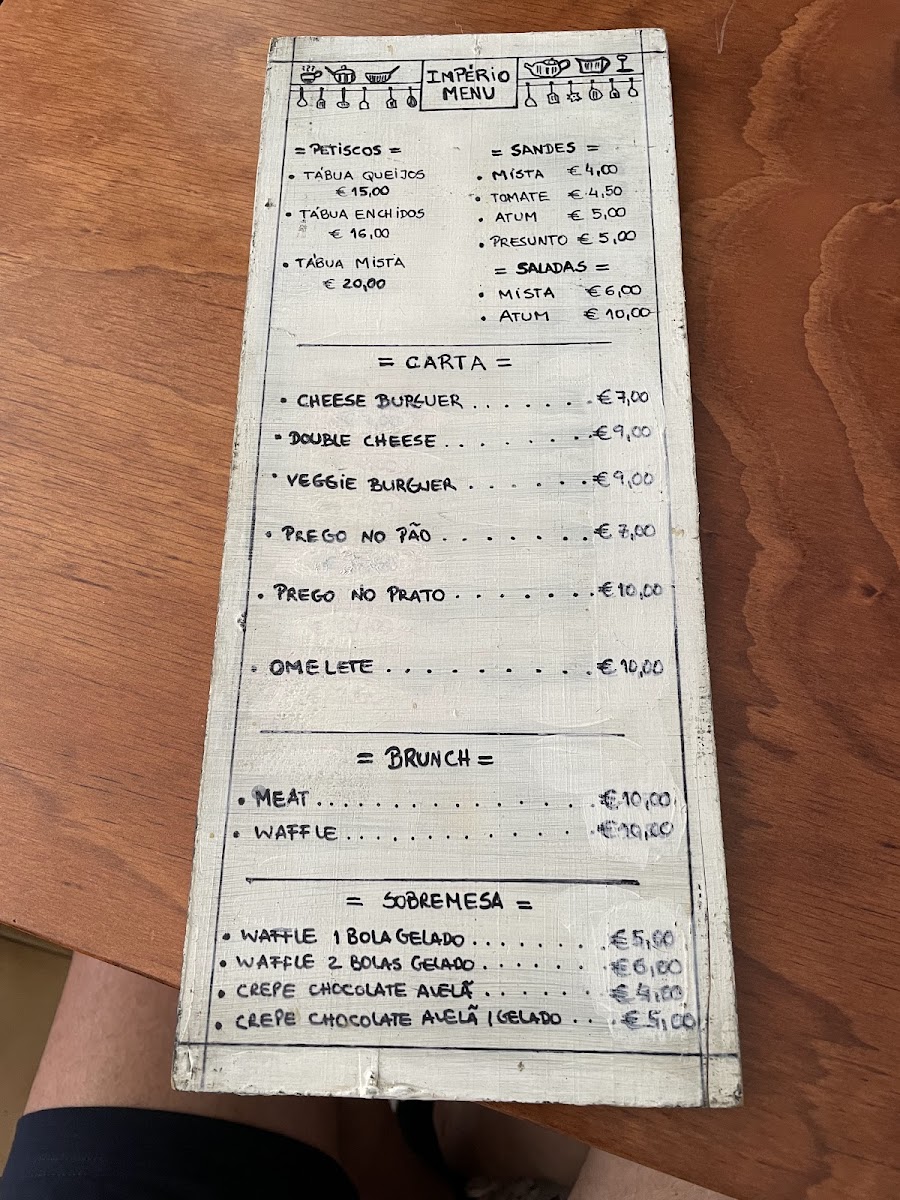 IMPÉRIO
MENU
= PETISCOS =
• TÁBUA QUEIJOS
€ 15,00
• TÁBUA ENCHIDOS
€ 16,00
• TÁBUA MISTA
€ 20,00
= SANDES =
• MISTA € 4,00
• TOMATE € 4,50
• ATUM € 5,00
• PRESUNTO € 5,00
= SALADAS =
• MISTA € 6,00
• ATUM € 10,00
= CARTA =
• CHEESE BURGUER . . . . . . . € 7,00
• DOUBLE CHEESE . . . . . . . . € 9,00
• VEGGIE BURGUER . . . . . . . € 9,00
• PREGO NO PÃO . . . . . . . . € 7,00
• PREGO NO PRATO . . . . . . . € 10,00
• OMELETE . . . . . . . . . . € 10,00
= BRUNCH =
• MEAT . . . . . . . . . . . . . . € 10,00
• WAFFLE . . . . . . . . . . . . . € 10,00
= SOBREMESA =
• WAFFLE 1 BOLA GELADO . . . . . . . € 5,00
• WAFFLE 2 BOLAS GELADO . . . . . . € 6,00
• CREPE CHOCOLATE AVELÃ . . . . . . € 4,00
• CREPE CHOCOLATE AVELÃ 1 GELADO . . . € 5,00